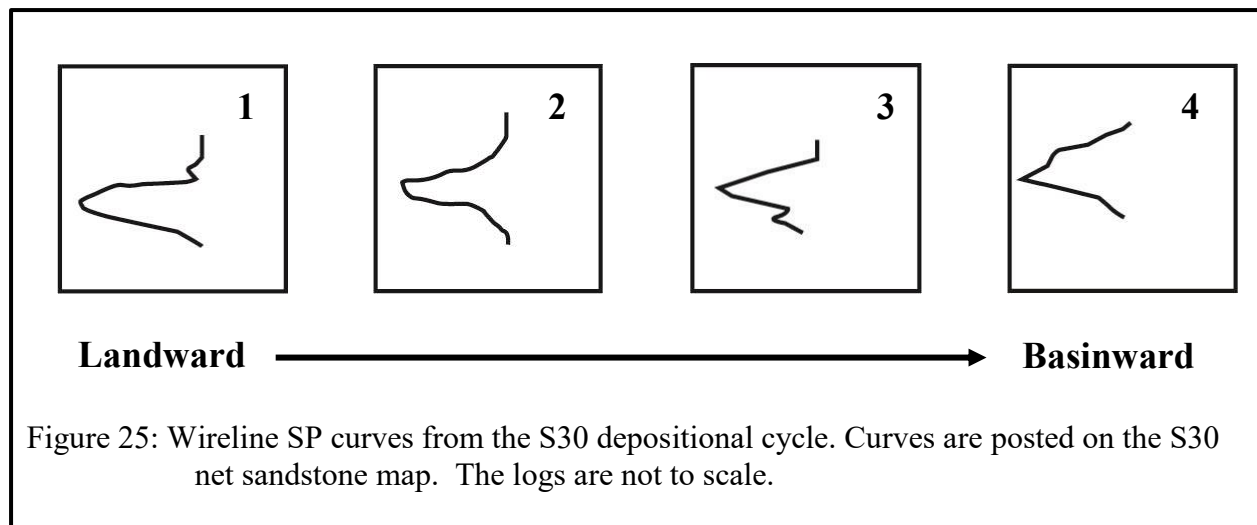 1
2
3
4
Landward
Basinward
Figure 25: Wireline SP curves from the S30 depositional cycle. Curves are posted on the S30
net sandstone map. The logs are not to scale.